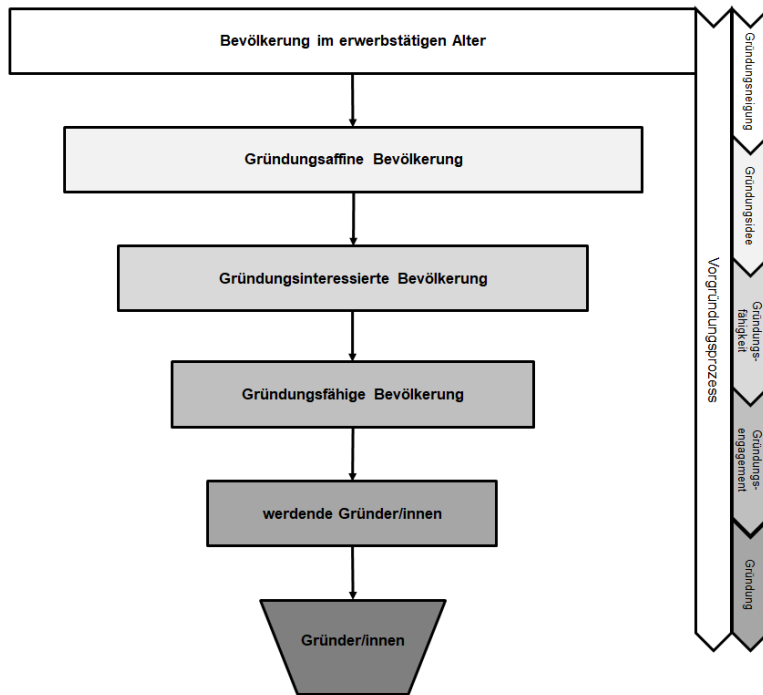 Bevölkerung im erwerbstätigen Alter
Gründungsaffine Bevölkerung
Gründungsinteressierte Bevölkerung
Gründungsfähige Bevölkerung
werdende Gründer/innen
Gründer/innen
Vorgründungsprozess
Gründungsneigung
Gründungsidee
Gründungs-
fähigkeit
Gründungs-
engagement
Gründung